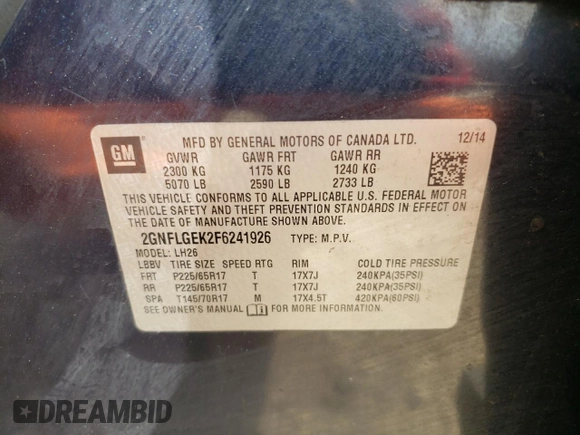 GM
MFD BY GENERAL MOTORS OF CANADA LTD. 12/14
GVWR GAWR FRT GAWR RR
2300 KG 1175 KG 1240 KG
5070 LB 2590 LB 2733 LB
THIS VEHICLE CONFORMS TO ALL APPLICABLE U.S. FEDERAL MOTOR
VEHICLE SAFETY AND THEFT PREVENTION STANDARDS IN EFFECT ON
THE DATE OF MANUFACTURE SHOWN ABOVE.
2GNFLGEK2F6241926 TYPE: M.P.V.
MODEL: LH26
LBBV TIRE SIZE SPEED RTG RIM COLD TIRE PRESSURE
FRT P225/65R17 T 17X7J 240KPA(35PSI)
RR P225/65R17 T 17X7J 240KPA(35PSI)
SPA T145/70R17 M 17X4.5T 420KPA(60PSI)
SEE OWNER'S MANUAL FOR MORE INFORMATION.
DREAMBID